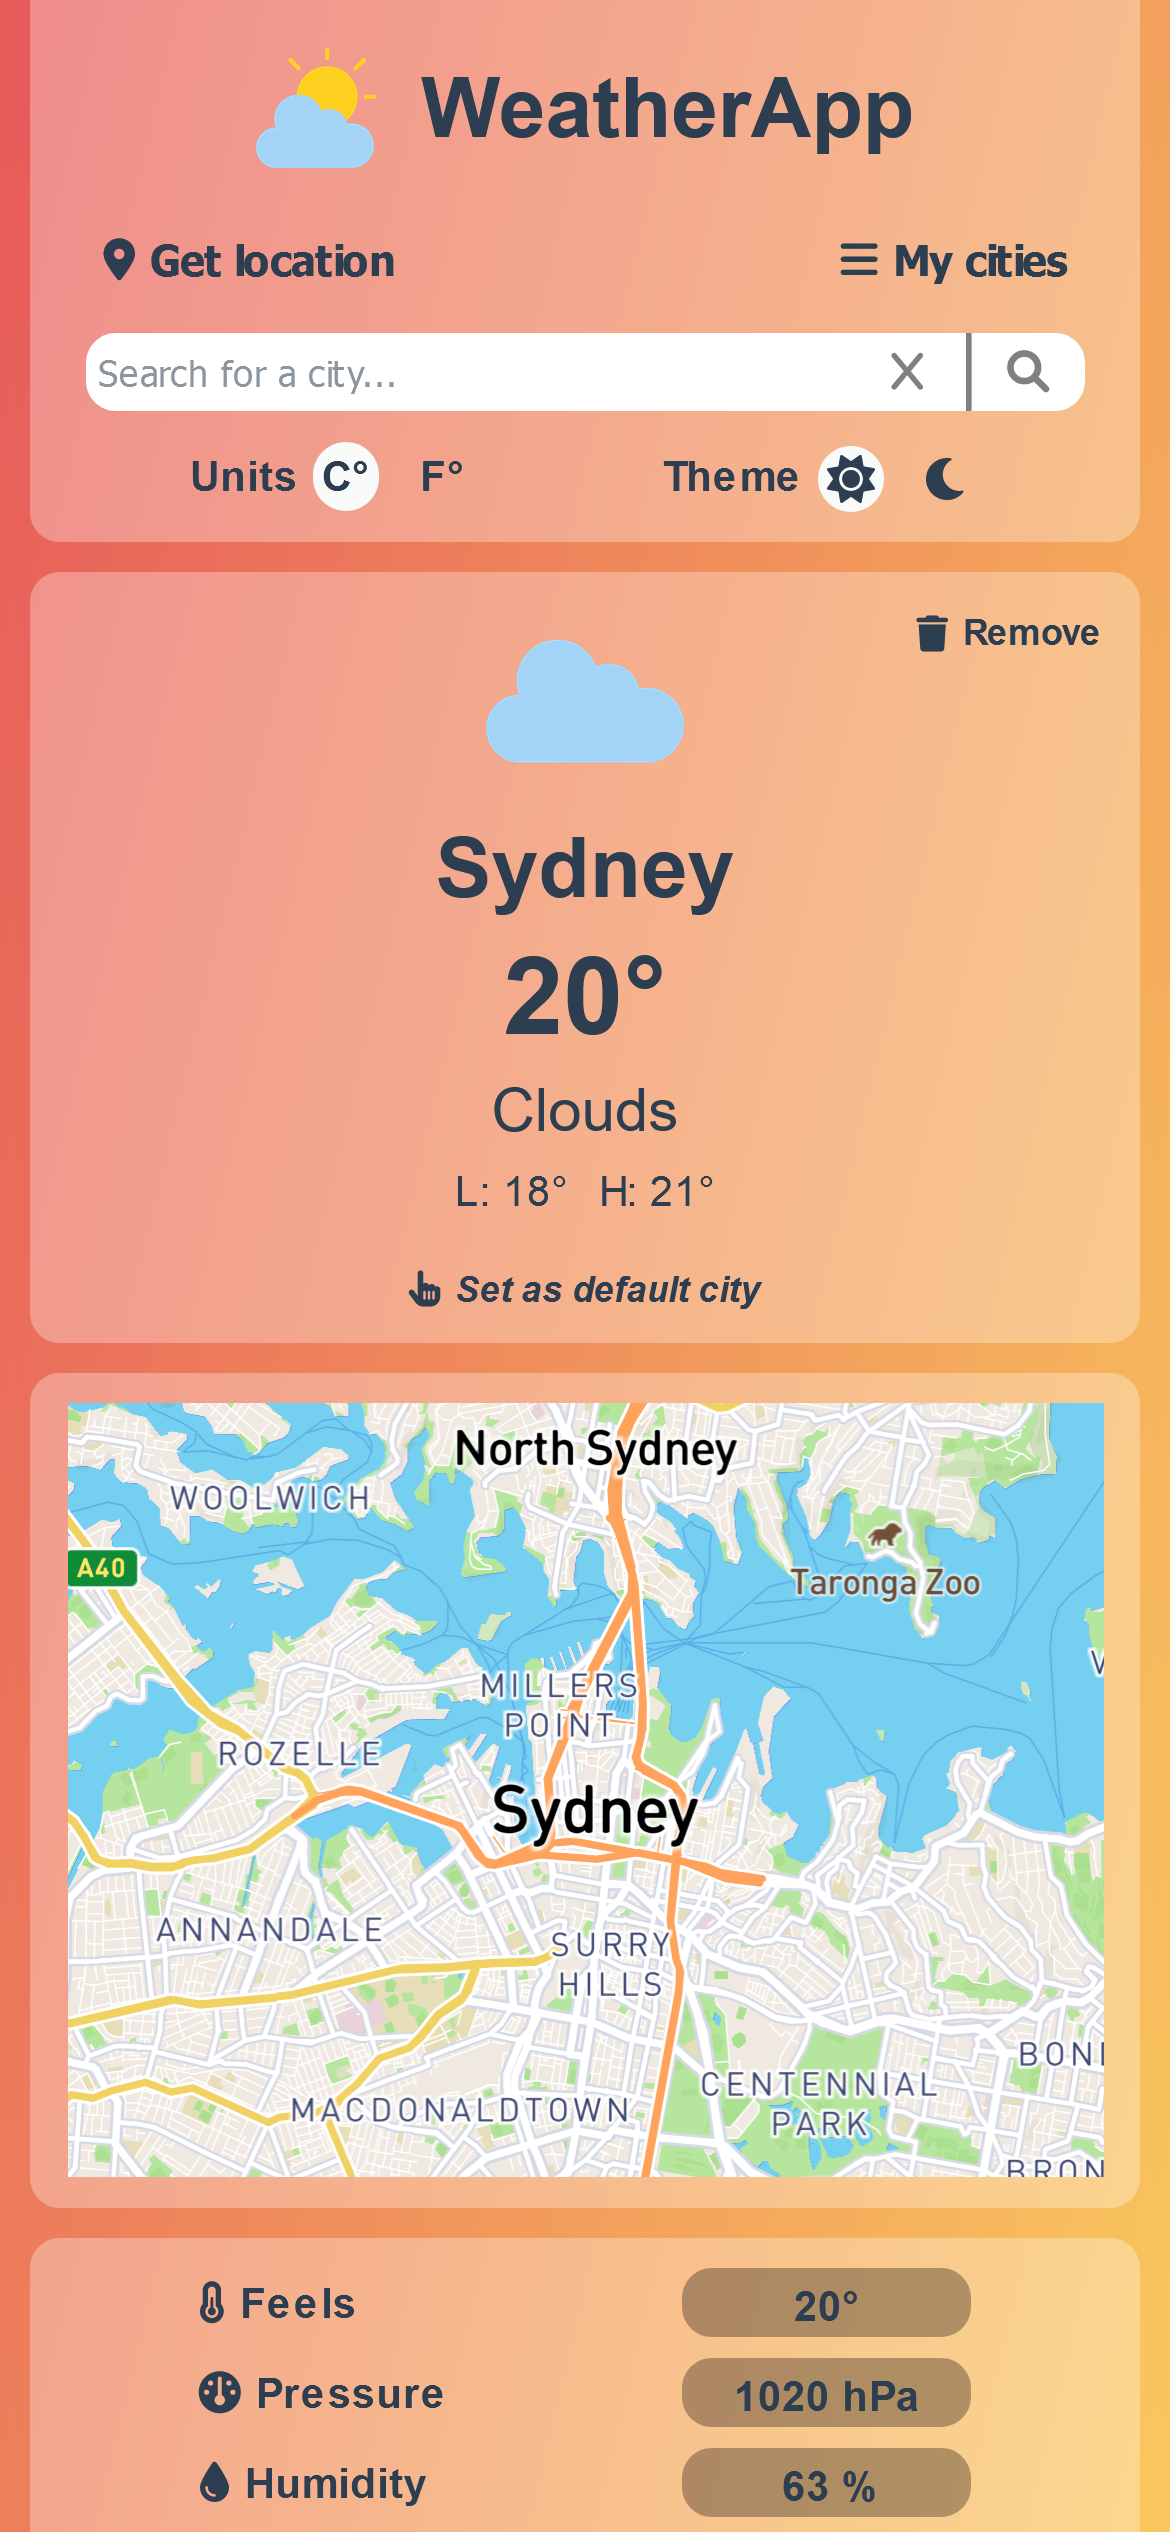 WeatherApp
Get location
My cities
Search for a city...
Units C° F°
Theme
Remove
Sydney
20°
Clouds
L: 18° H: 21°
Set as default city
North Sydney
WOOLWICH
A40
Taronga Zoo
MILLERS
POINT
ROZELLE
Sydney
ANNANDALE
SURRY
HILLS
BON
CENTENNIAL
PARK
MACDONALDTOWN
BRON
Feels 20°
Pressure 1020 hPa
Humidity 63 %